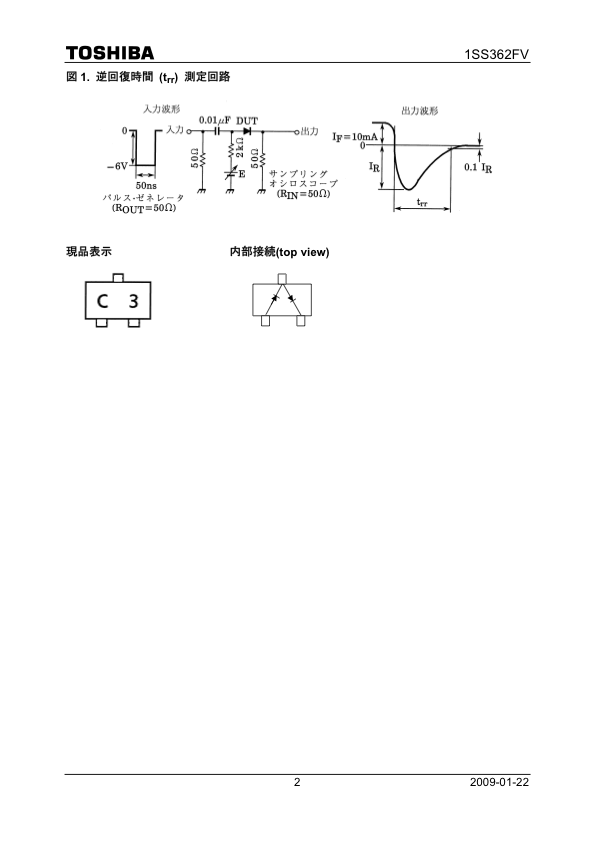 TOSHIBA
1SS362FV
図 1. 逆回復時間 (trr) 測定回路
入力波形
0
−6V
50ns
パルス・ゼネレータ
(ROUT=50Ω)
入力
0.01μF
DUT
出力
50Ω
2kΩ
50Ω
E
サンプリング
オシロスコープ
(RIN=50Ω)
出力波形
IF=10mA
0
IR
0.1 IR
trr
現品表示
内部接続(top view)
C 3
2
2009-01-22